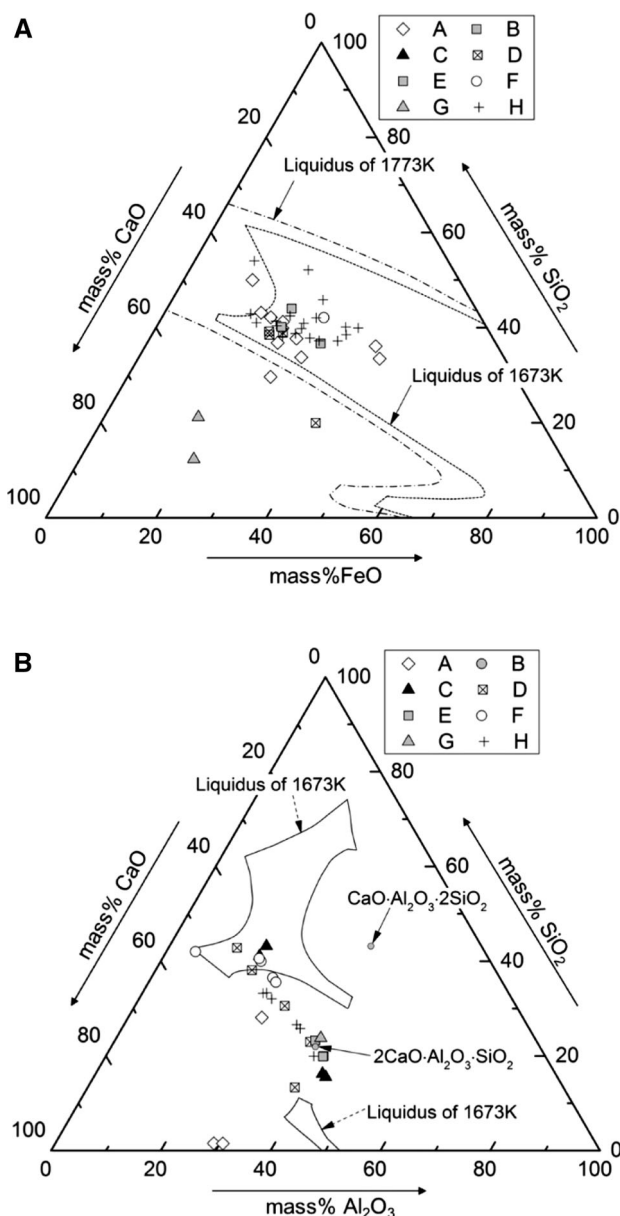 A
0
100
A B
C D
E F
G H
20
80
Liquidus of 1773K
mass% CaO
40
60
mass% SiO₂
60
40
Liquidus of 1673K
80
20
100
0
0 20 40 60 80 100
mass%FeO
B
0
100
A B
C D
E F
G H
20
80
Liquidus of 1673K
mass% CaO
40
60
mass% SiO₂
CaO·Al₂O₃·2SiO₂
60
40
80
20
2CaO·Al₂O₃·SiO₂
Liquidus of 1673K
100
0
0 20 40 60 80 100
mass% Al₂O₃